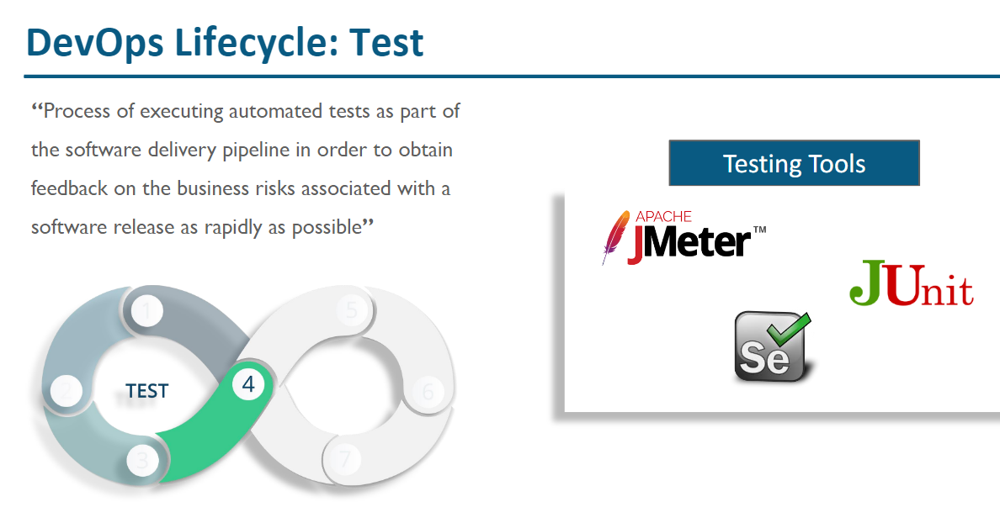 DevOps Lifecycle: Test
“Process of executing automated tests as part of
the software delivery pipeline in order to obtain
feedback on the business risks associated with a
software release as rapidly as possible”
Testing Tools
APACHE
JMeter™
JUnit
Se
1
5
4
TEST
2
6
3
7